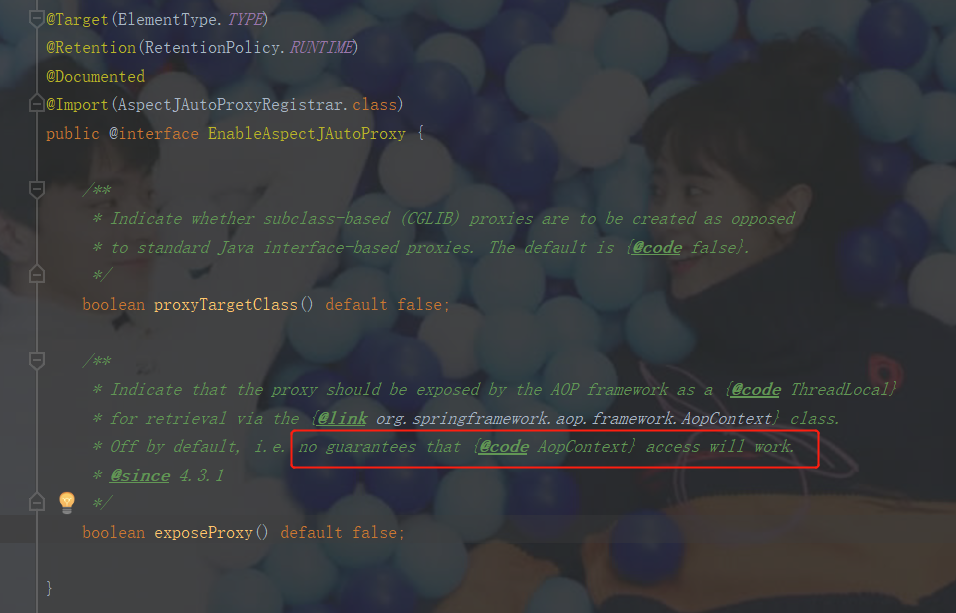 @Target(ElementType.TYPE)
@Retention(RetentionPolicy.RUNTIME)
@Documented
@Import(AspectJAutoProxyRegistrar.class)
public @interface EnableAspectJAutoProxy {
/**
* Indicate whether subclass-based (CGLIB) proxies are to be created as opposed
* to standard Java interface-based proxies. The default is {@code false}.
*/
boolean proxyTargetClass() default false;
/**
* Indicate that the proxy should be exposed by the AOP framework as a {@code ThreadLocal}
* for retrieval via the {@link org.springframework.aop.framework.AopContext} class.
* Off by default, i.e. no guarantees that {@code AopContext} access will work.
* @since 4.3.1
*/
boolean exposeProxy() default false;
}